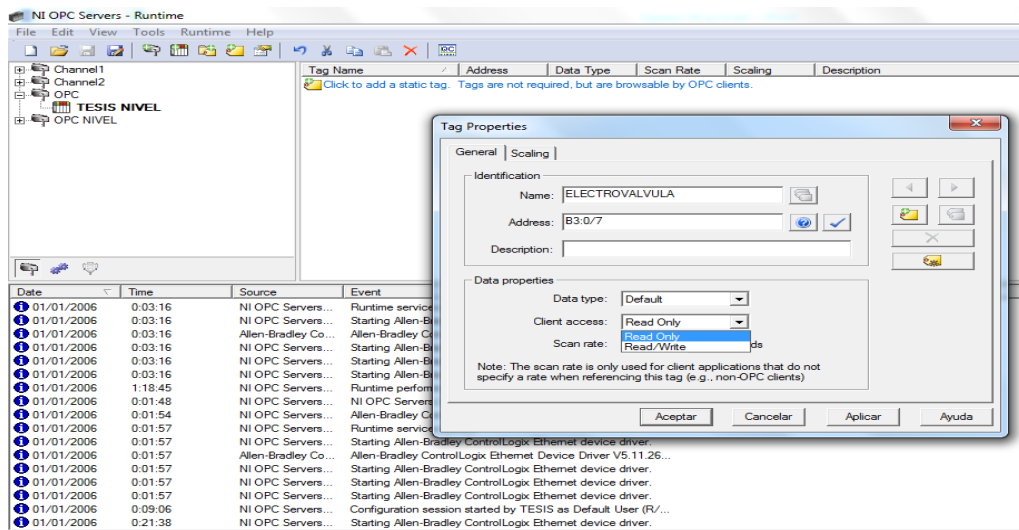 NI OPC Servers - Runtime
File Edit View Tools Runtime Help
Channel1
Channel2
OPC
TESIS NIVEL
OPC NIVEL
Tag Name Address Data Type Scan Rate Scaling Description
Click to add a static tag. Tags are not required, but are browsable by OPC clients.
Tag Properties
General Scaling
Identification
Name: ELECTROVALVULA
Address: B3:0/7
Description:
Data properties
Data type: Default
Client access: Read Only
Read Only
Read/Write
Scan rate: ds
Note: The scan rate is only used for client applications that do not
specify a rate when referencing this tag (e.g., non-OPC clients)
Aceptar Cancelar Aplicar Ayuda
Date Time Source Event
01/01/2006 0:03:16 NI OPC Servers... Runtime service
01/01/2006 0:03:16 NI OPC Servers... Starting Allen-B
01/01/2006 0:03:16 Allen-Bradley Co... Allen-Bradley C
01/01/2006 0:03:16 NI OPC Servers... Starting Allen-B
01/01/2006 0:03:16 NI OPC Servers... Starting Allen-B
01/01/2006 0:03:16 NI OPC Servers... Starting Allen-B
01/01/2006 1:18:45 NI OPC Servers... Runtime perfom
01/01/2006 0:01:48 NI OPC Servers... NI OPC Servers
01/01/2006 0:01:54 NI OPC Servers... Allen-Bradley C
01/01/2006 0:01:57 NI OPC Servers... Runtime service
01/01/2006 0:01:57 NI OPC Servers... Starting Allen-Bradley ControlLogix Ethernet device driver.
01/01/2006 0:01:57 Allen-Bradley Co... Allen-Bradley ControlLogix Ethernet Device Driver V5.11.26...
01/01/2006 0:01:57 NI OPC Servers... Starting Allen-Bradley ControlLogix Ethernet device driver.
01/01/2006 0:01:57 NI OPC Servers... Starting Allen-Bradley ControlLogix Ethernet device driver.
01/01/2006 0:01:57 NI OPC Servers... Starting Allen-Bradley ControlLogix Ethernet device driver.
01/01/2006 0:09:06 NI OPC Servers... Configuration session started by TESIS as Default User (R/...
01/01/2006 0:21:38 NI OPC Servers... Starting Allen-Bradley ControlLogix Ethernet device driver.